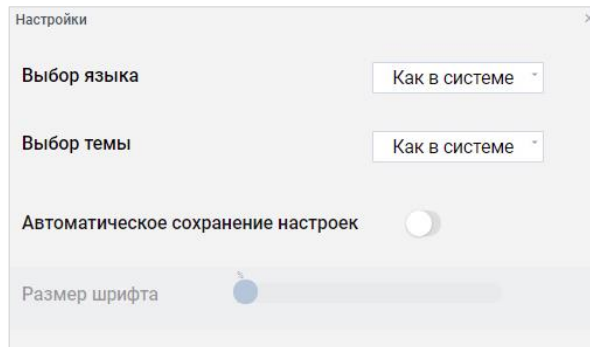 Настройки
Выбор языка
Как в системе
Выбор темы
Как в системе
Автоматическое сохранение настроек
Размер шрифта